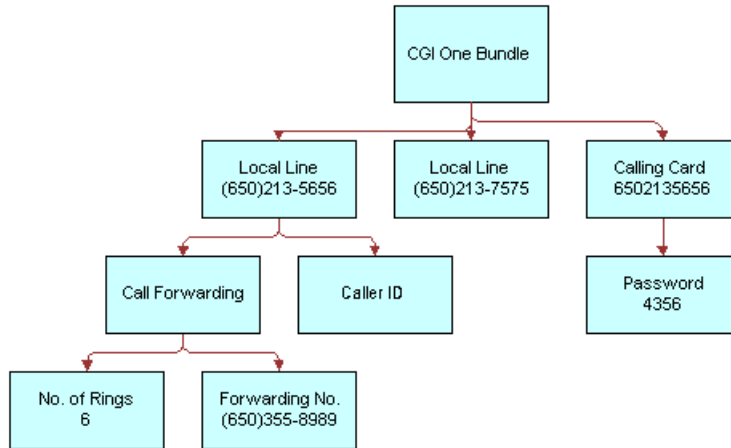 CGI One Bundle
Local Line
(650)213-5656
Local Line
(650)213-7575
Calling Card
6502135656
Call Forwarding
Caller ID
Password
4356
No. of Rings
6
Forwarding No.
(650)355-8989